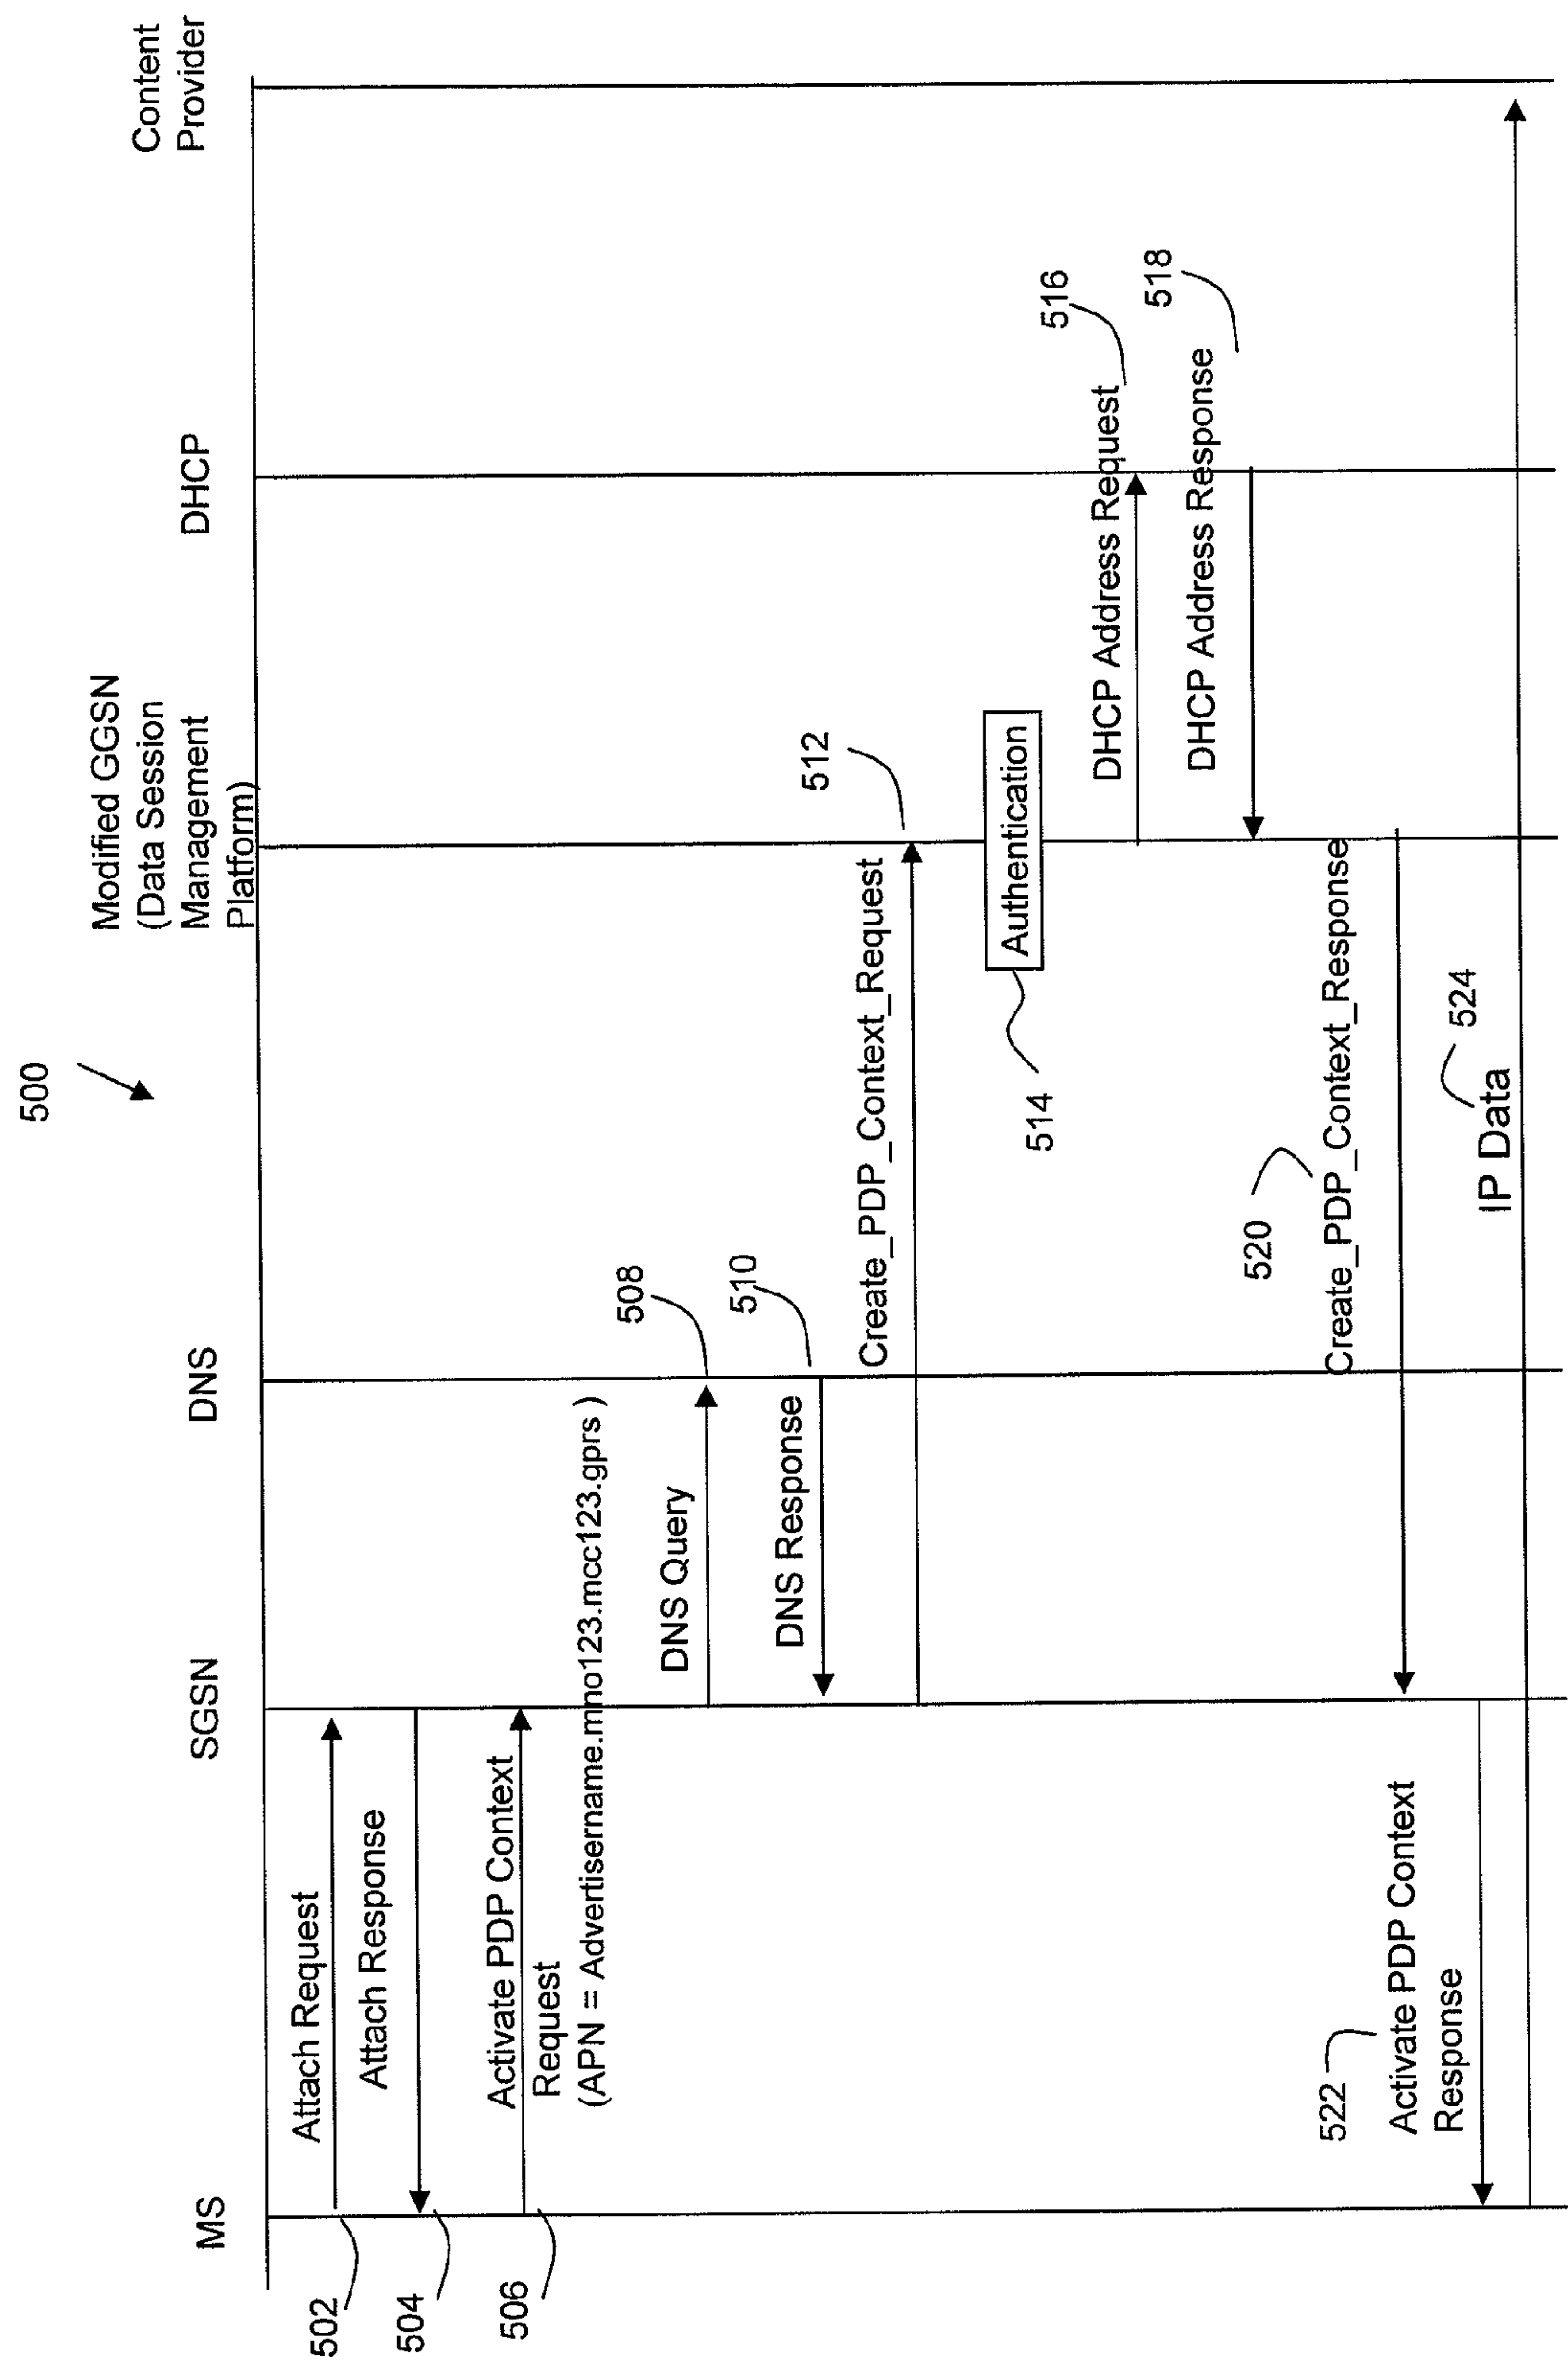 500
MS
SGSN
DNS
Modified GGSN
(Data Session
Management
Platform)
DHCP
Content
Provider
502
Attach Request
504
Attach Response
506
Activate PDP Context
Request
(APN = Advertisername.mno123.mcc123.gprs )
508
DNS Query
510
DNS Response
512
Create_PDP_Context_Request
514
Authentication
516
DHCP Address Request
518
DHCP Address Response
520
Create_PDP_Context_Response
522
Activate PDP Context
Response
524
IP Data